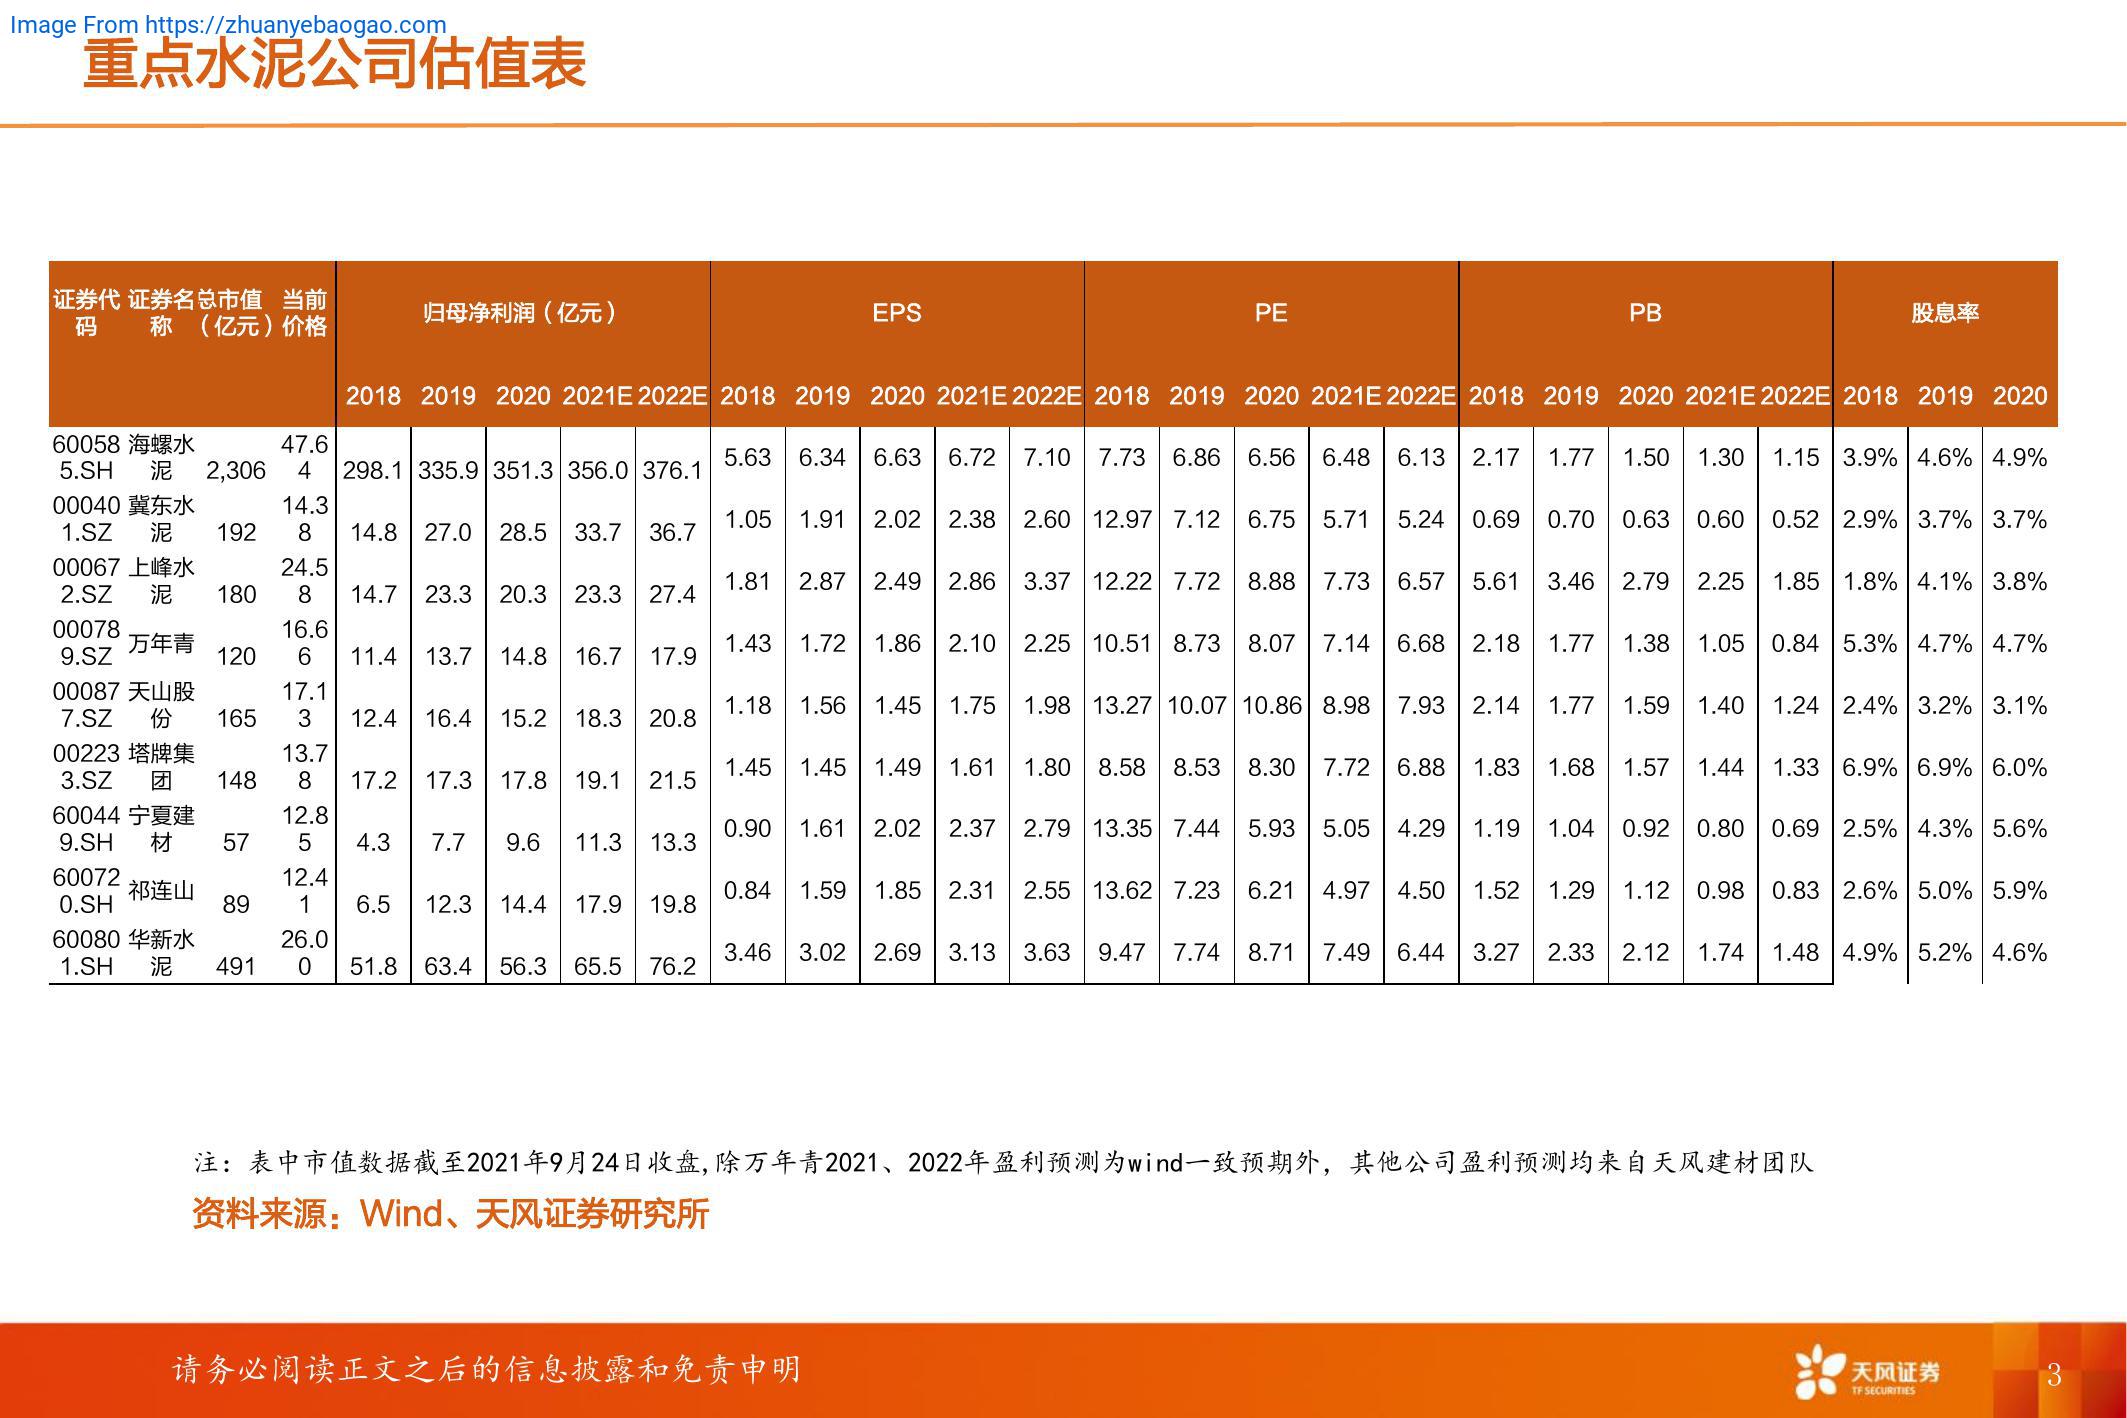 Image From https://zhuanyebaogao.com
重点水泥公司估值表
证券代码 证券名称 总市值（亿元） 当前价格 归母净利润（亿元） EPS PE PB 股息率
2018 2019 2020 2021E 2022E 2018 2019 2020 2021E 2022E 2018 2019 2020 2021E 2022E 2018 2019 2020 2021E 2022E 2018 2019 2020
600585.SH 海螺水泥 2,306 47.64 298.1 335.9 351.3 356.0 376.1 5.63 6.34 6.63 6.72 7.10 7.73 6.86 6.56 6.48 6.13 2.17 1.77 1.50 1.30 1.15 3.9% 4.6% 4.9%
000401.SZ 冀东水泥 192 14.38 14.8 27.0 28.5 33.7 36.7 1.05 1.91 2.02 2.38 2.60 12.97 7.12 6.75 5.71 5.24 0.69 0.70 0.63 0.60 0.52 2.9% 3.7% 3.7%
000672.SZ 上峰水泥 180 24.58 14.7 23.3 20.3 23.3 27.4 1.81 2.87 2.49 2.86 3.37 12.22 7.72 8.88 7.73 6.57 5.61 3.46 2.79 2.25 1.85 1.8% 4.1% 3.8%
000789.SZ 万年青 120 16.66 11.4 13.7 14.8 16.7 17.9 1.43 1.72 1.86 2.10 2.25 10.51 8.73 8.07 7.14 6.68 2.18 1.77 1.38 1.05 0.84 5.3% 4.7% 4.7%
000877.SZ 天山股份 165 17.13 12.4 16.4 15.2 18.3 20.8 1.18 1.56 1.45 1.75 1.98 13.27 10.07 10.86 8.98 7.93 2.14 1.77 1.59 1.40 1.24 2.4% 3.2% 3.1%
002233.SZ 塔牌集团 148 13.78 17.2 17.3 17.8 19.1 21.5 1.45 1.45 1.49 1.61 1.80 8.58 8.53 8.30 7.72 6.88 1.83 1.68 1.57 1.44 1.33 6.9% 6.9% 6.0%
600449.SH 宁夏建材 57 12.85 4.3 7.7 9.6 11.3 13.3 0.90 1.61 2.02 2.37 2.79 13.35 7.44 5.93 5.05 4.29 1.19 1.04 0.92 0.80 0.69 2.5% 4.3% 5.6%
600720.SH 祁连山 89 12.41 6.5 12.3 14.4 17.9 19.8 0.84 1.59 1.85 2.31 2.55 13.62 7.23 6.21 4.97 4.50 1.52 1.29 1.12 0.98 0.83 2.6% 5.0% 5.9%
600801.SH 华新水泥 491 26.00 51.8 63.4 56.3 65.5 76.2 3.46 3.02 2.69 3.13 3.63 9.47 7.74 8.71 7.49 6.44 3.27 2.33 2.12 1.74 1.48 4.9% 5.2% 4.6%
注：表中市值数据截至2021年9月24日收盘,除万年青2021、2022年盈利预测为wind一致预期外，其他公司盈利预测均来自天风建材团队
资料来源：Wind、天风证券研究所
请务必阅读正文之后的信息披露和免责申明
天风证券
TF SECURITIES
3